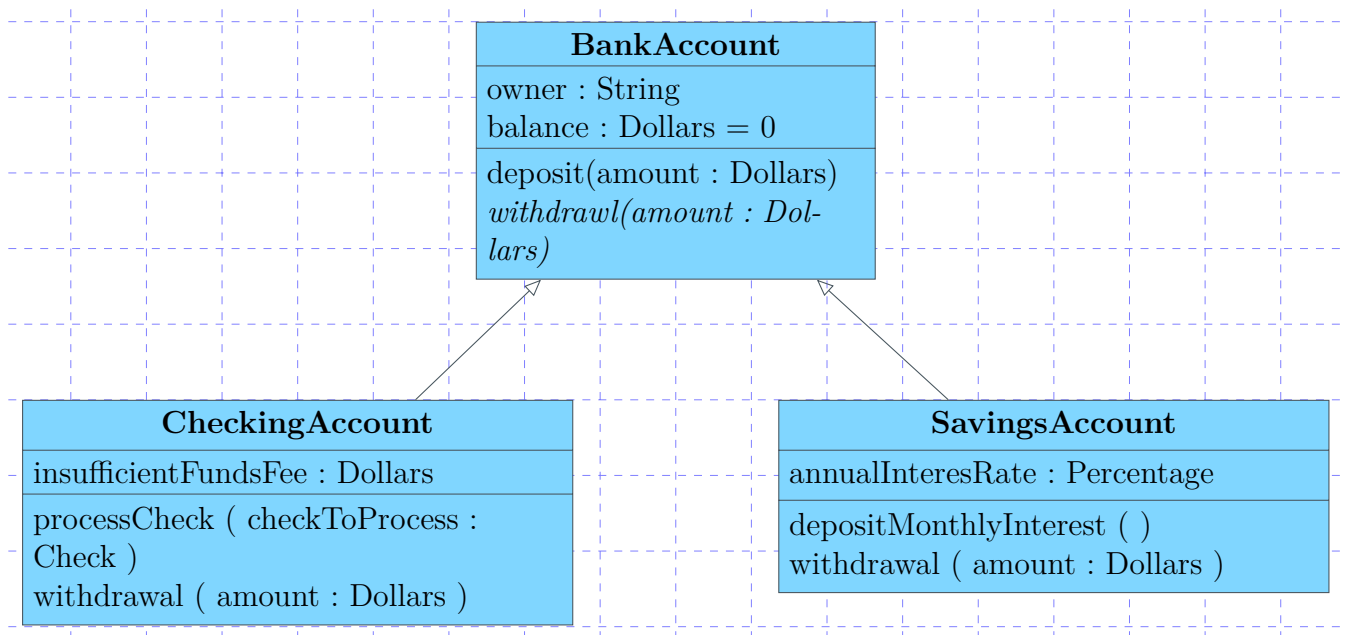 BankAccount
owner : String
balance : Dollars = 0
deposit(amount : Dollars)
withdrawl(amount : Dol-
lars)
CheckingAccount
insufficientFundsFee : Dollars
processCheck ( checkToProcess :
Check )
withdrawal ( amount : Dollars )
SavingsAccount
annualInteresRate : Percentage
depositMonthlyInterest ( )
withdrawal ( amount : Dollars )